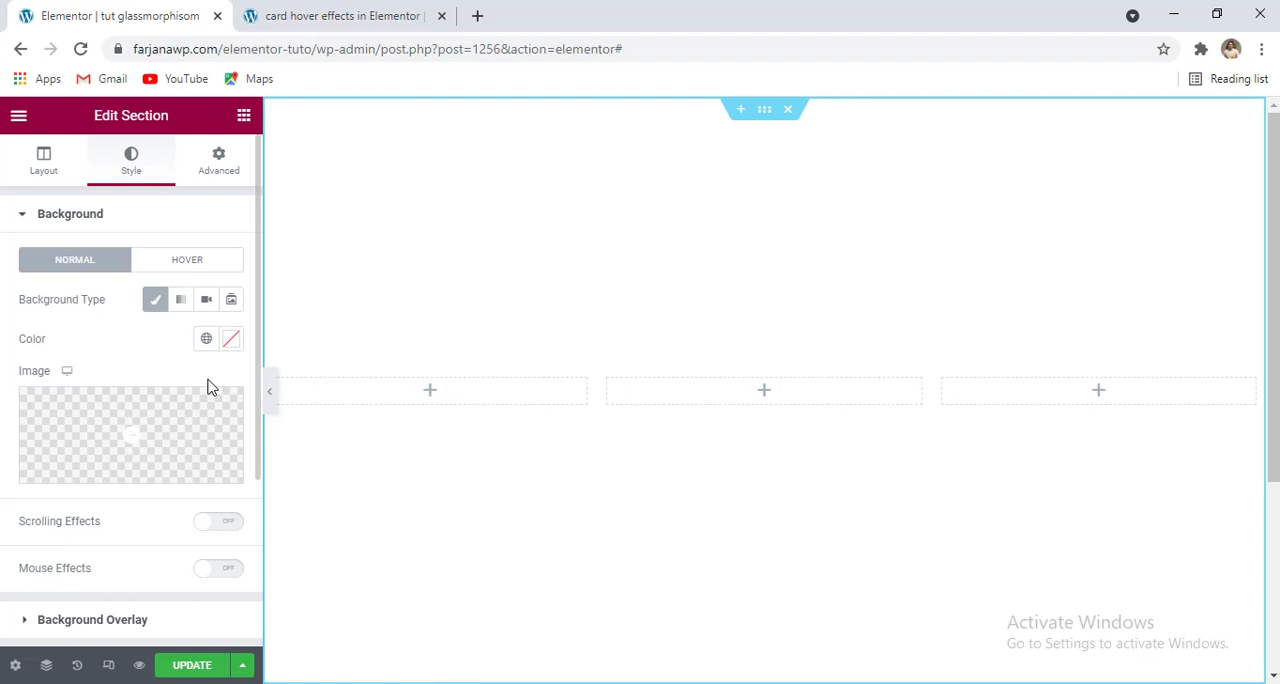 Elementor | tut glassmorphisom
card hover effects in Elementor |
farjanawp.com/elementor-tuto/wp-admin/post.php?post=1256&action=elementor#
Apps Gmail YouTube Maps Reading list
Edit Section
Layout Style Advanced
Background
NORMAL HOVER
Background Type
Color
Image
Scrolling Effects OFF
Mouse Effects OFF
Background Overlay
UPDATE
Activate Windows
Go to Settings to activate Windows.